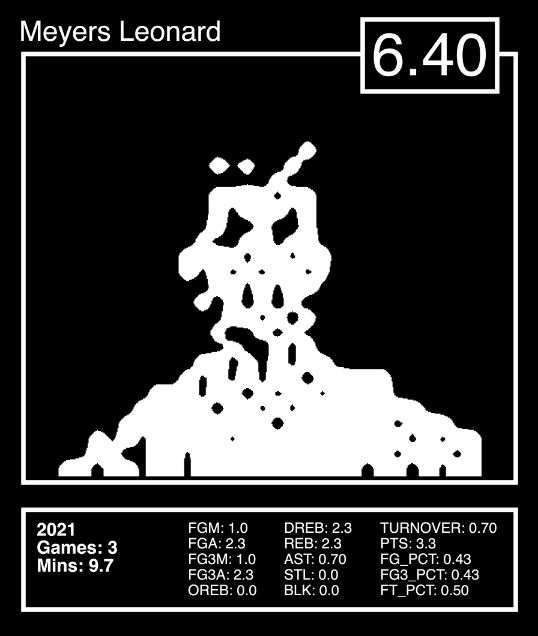 Meyers Leonard
6.40
2021
Games: 3
Mins: 9.7
FGM: 1.0
FGA: 2.3
FG3M: 1.0
FG3A: 2.3
OREB: 0.0
DREB: 2.3
REB: 2.3
AST: 0.70
STL: 0.0
BLK: 0.0
TURNOVER: 0.70
PTS: 3.3
FG_PCT: 0.43
FG3_PCT: 0.43
FT_PCT: 0.50